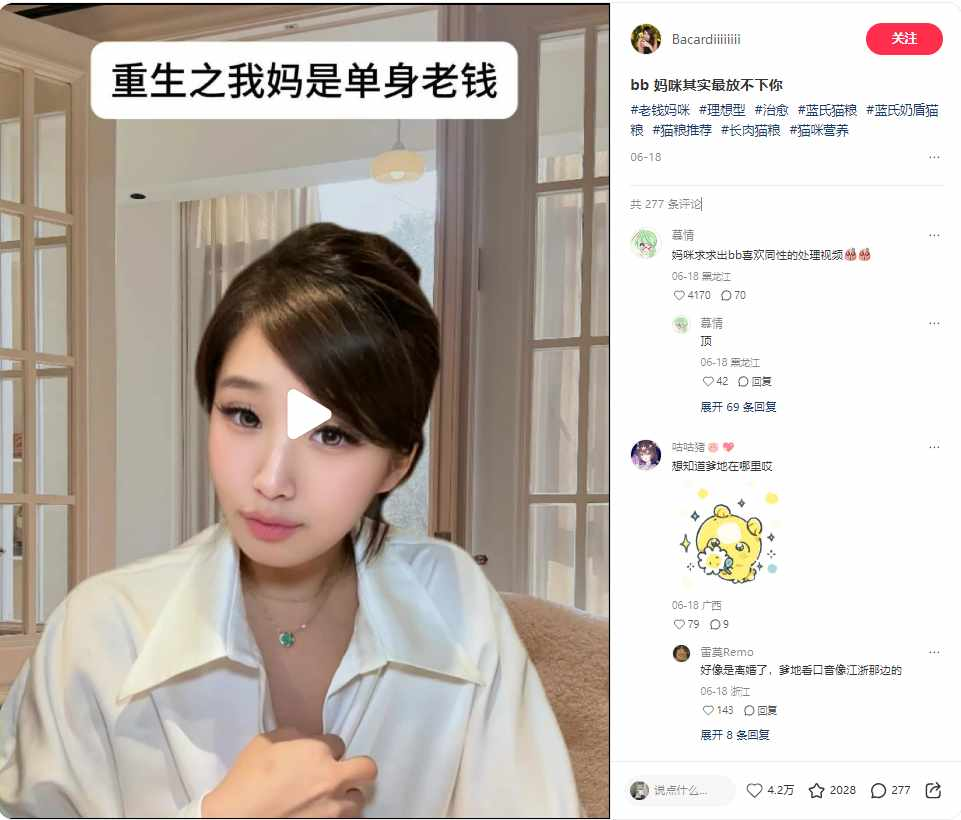 重生之我妈是单身老钱
Bacardiiiiiiii
关注
bb 妈咪其实最放不下你
#老钱妈咪 #理想型 #治愈 #蓝氏猫粮 #蓝氏奶盾猫
粮 #猫粮推荐 #长肉猫粮 #猫咪营养
06-18
共 277 条评论
慕情
妈咪求求出bb喜欢同性的处理视频
06-18 黑龙江
4170 70
慕情
顶
06-18 黑龙江
42 回复
展开 69 条回复
咕咕猪
想知道爹地在哪里哎
06-18 广西
79 9
雷莫Remo
好像是离婚了，爹地看口音像江浙那边的
06-18 浙江
143 回复
展开 8 条回复
说点什么...
4.2万 2028 277